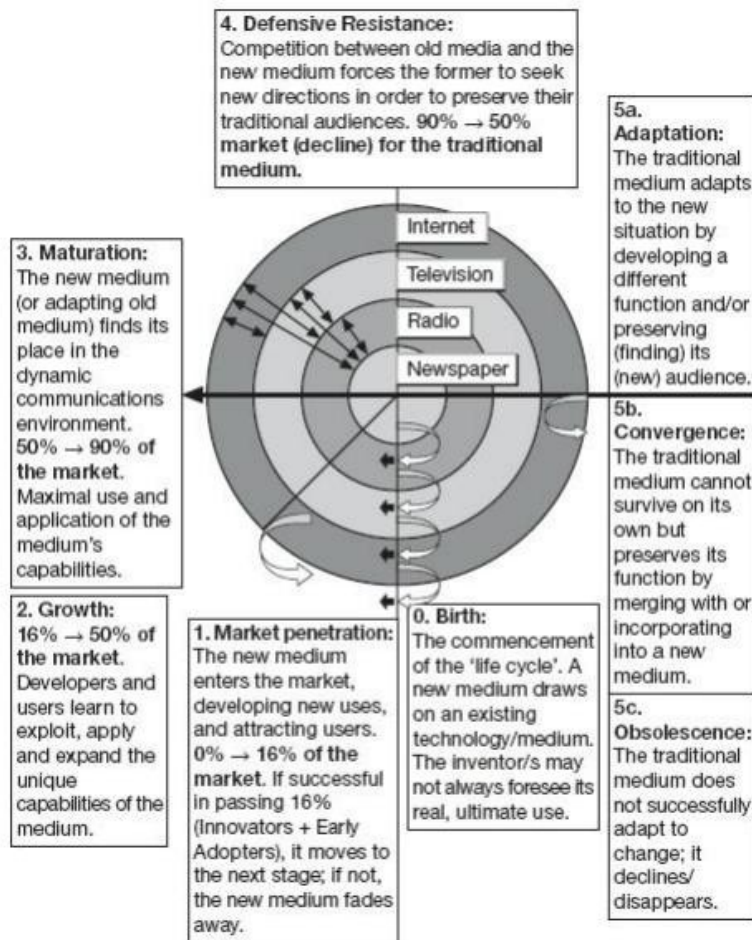 4. Defensive Resistance:
Competition between old media and the
new medium forces the former to seek
new directions in order to preserve their
traditional audiences. 90% → 50%
market (decline) for the traditional
medium.
5a.
Adaptation:
The traditional
medium adapts
to the new
situation by
developing a
different
function and/or
preserving
(finding) its
(new) audience.
Internet
Television
Radio
Newspaper
3. Maturation:
The new medium
(or adapting old
medium) finds its
place in the
dynamic
communications
environment.
50% → 90% of
the market.
Maximal use and
application of the
medium's
capabilities.
5b.
Convergence:
The traditional
medium cannot
survive on its
own but
preserves its
function by
merging with or
incorporating
into a new
medium.
2. Growth:
16% → 50% of
the market.
Developers and
users learn to
exploit, apply
and expand the
unique
capabilities of the
medium.
1. Market penetration:
The new medium
enters the market,
developing new uses,
and attracting users.
0% → 16% of the
market. If successful
in passing 16%
(Innovators + Early
Adopters), it moves to
the next stage; if not,
the new medium fades
away.
0. Birth:
The commencement
of the ‘life cycle’. A
new medium draws
on an existing
technology/medium.
The inventor/s may
not always foresee its
real, ultimate use.
5c.
Obsolescence:
The traditional
medium does
not successfully
adapt to
change; it
declines/
disappears.